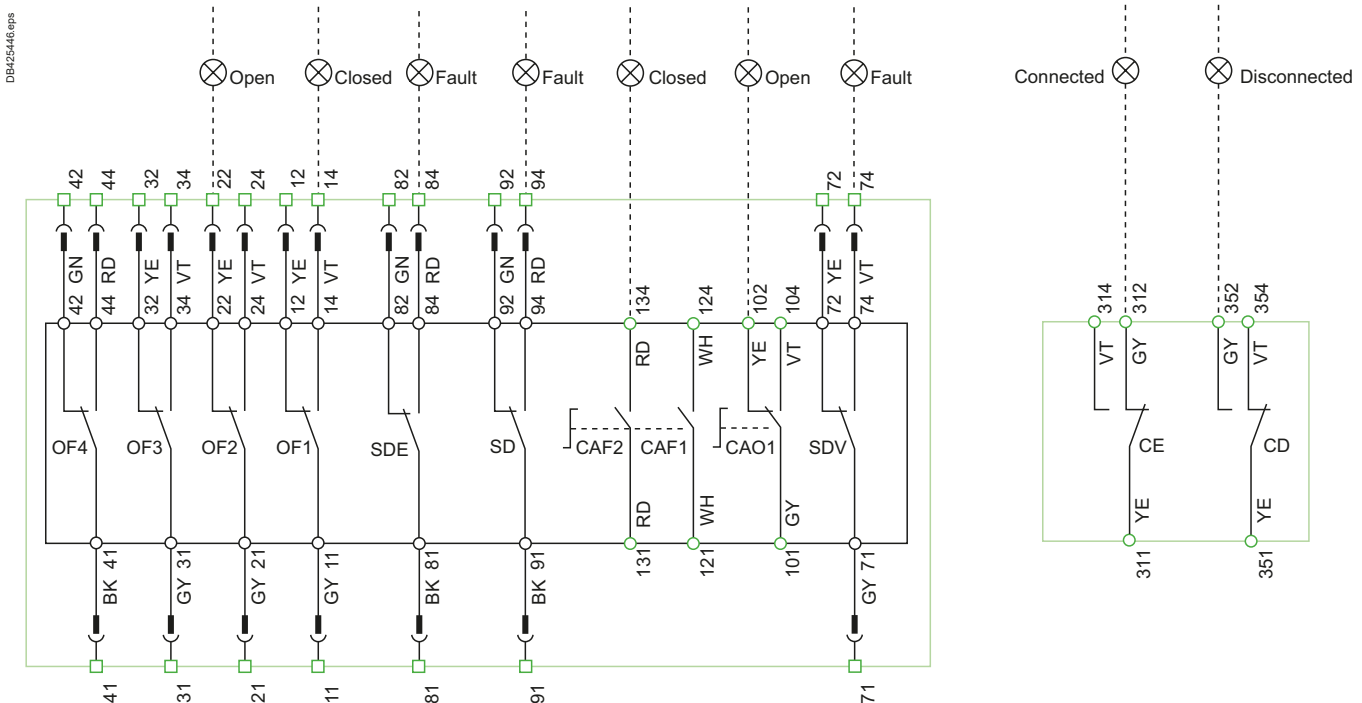 DB425446.eps
Open Closed Fault Fault Closed Open Fault
Connected Disconnected
42 44 32 34 22 24 12 14 82 84 92 94 72 74
GN RD YE VT YE VT YE VT GN RD GN RD YE VT
42 44 32 34 22 24 12 14 82 84 92 94 134 124 102 104 72 74
314 312 352 354
RD WH YE VT
VT GY GY VT
OF4 OF3 OF2 OF1 SDE SD CAF2 CAF1 CAO1 SDV
CE CD
RD WH GY
YE YE
41 31 21 11 81 91 131 121 101 71
311 351
BK GY GY GY BK BK GY
41 31 21 11 81 91 71